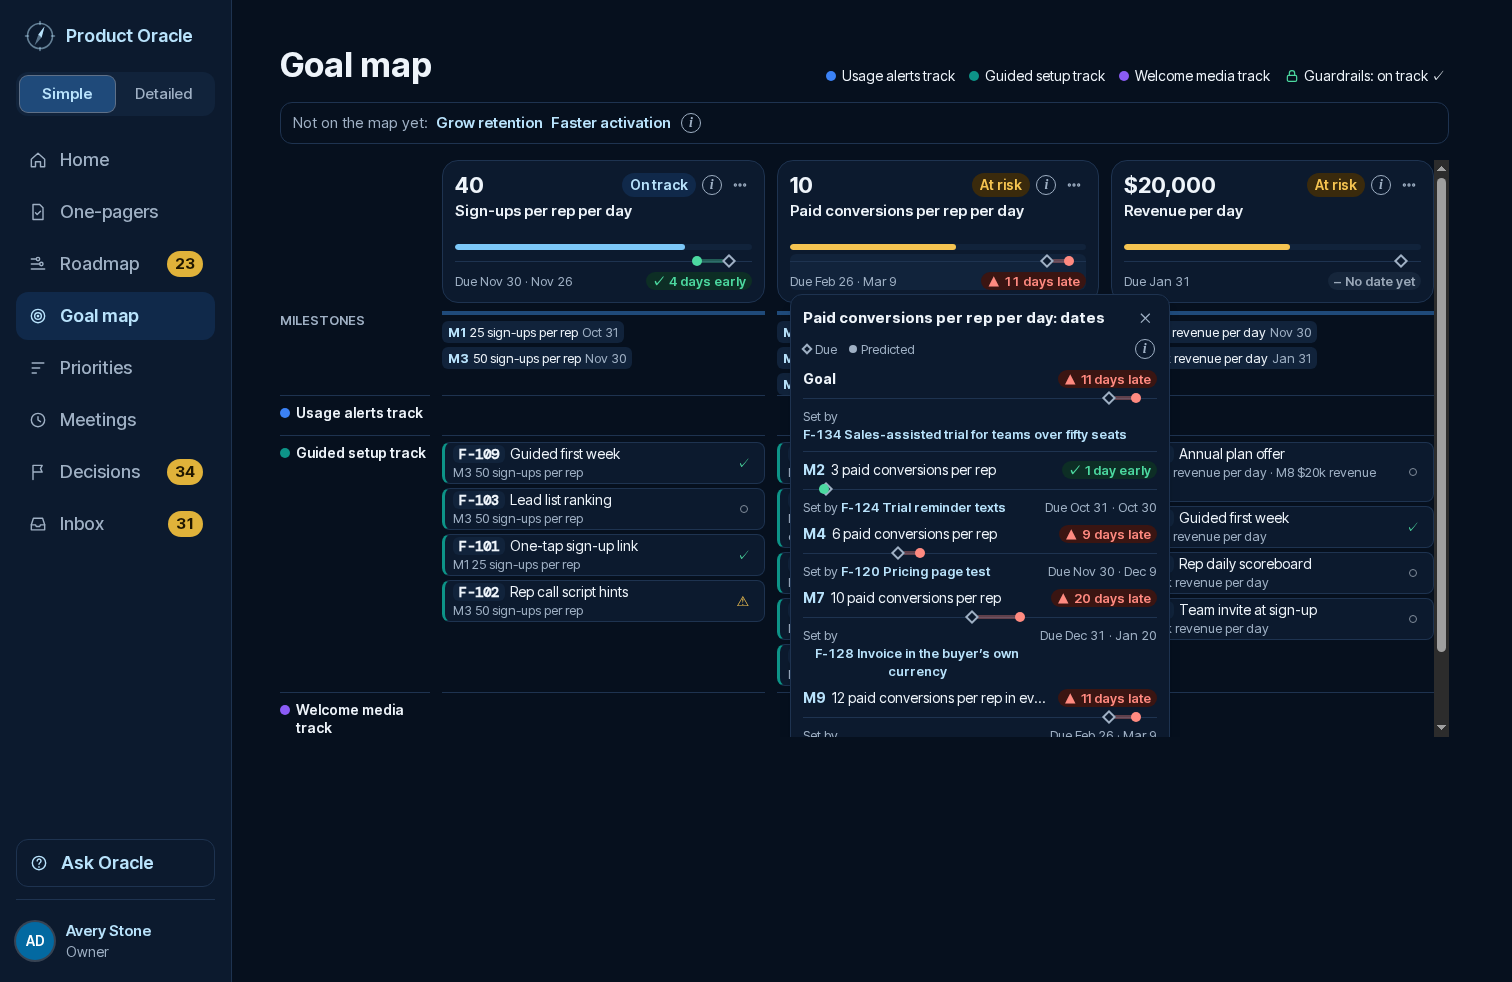 Product Oracle
Simple Detailed
Home
One-pagers
Roadmap 23
Goal map
Priorities
Meetings
Decisions 34
Inbox 31
Ask Oracle
AD
Avery Stone
Owner
Goal map
Usage alerts track Guided setup track Welcome media track Guardrails: on track ✓
Not on the map yet: Grow retention Faster activation i
40 On track i ···
Sign-ups per rep per day
Due Nov 30 · Nov 26 ✓ 4 days early
10 At risk i ···
Paid conversions per rep per day
Due Feb 26 · Mar 9 ▲ 11 days late
$20,000 At risk i ···
Revenue per day
Due Jan 31 – No date yet
MILESTONES
M1 25 sign-ups per rep Oct 31
M3 50 sign-ups per rep Nov 30
revenue per day Nov 30
revenue per day Jan 31
Usage alerts track
Guided setup track
F-109 Guided first week ✓
M3 50 sign-ups per rep
F-103 Lead list ranking ○
M3 50 sign-ups per rep
F-101 One-tap sign-up link ✓
M1 25 sign-ups per rep
F-102 Rep call script hints ⚠
M3 50 sign-ups per rep
Paid conversions per rep per day: dates ×
Due Predicted i
Goal ▲ 11 days late
Set by
F-134 Sales-assisted trial for teams over fifty seats
M2 3 paid conversions per rep ✓ 1 day early
Set by F-124 Trial reminder texts Due Oct 31 · Oct 30
M4 6 paid conversions per rep ▲ 9 days late
Set by F-120 Pricing page test Due Nov 30 · Dec 9
M7 10 paid conversions per rep ▲ 20 days late
Set by Due Dec 31 · Jan 20
F-128 Invoice in the buyer's own
currency
M9 12 paid conversions per rep in ev... ▲ 11 days late
Set by Due Feb 26 · Mar 9
Annual plan offer
revenue per day · M8 $20k revenue ○
Guided first week ✓
revenue per day
Rep daily scoreboard ○
revenue per day
Team invite at sign-up ○
revenue per day
Welcome media
track